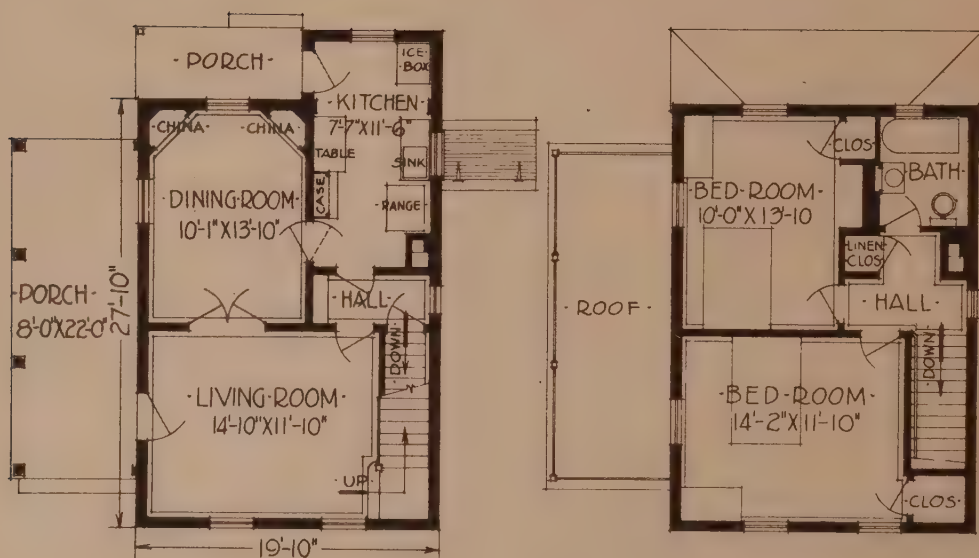 · PORCH ·
ICE
BOX
· KITCHEN ·
7'-7"X11'-6"
· CHINA ·
· CHINA ·
TABLE
SINK
CASE
RANGE
· DINING·ROOM ·
10'-1"X13'-10"
· PORCH ·
8'-0"X22'-0"
27'-10"
· HALL ·
DOWN
· LIVING·ROOM ·
14'-10"X11'-10"
· UP
19'-10"
· CLOS
BATH ·
· BED·ROOM ·
10'-0"X13'-10
LINEN
CLOS
· ROOF ·
· HALL ·
DOWN
· BED·ROOM ·
14'-2"X11'-10"
· CLOS ·